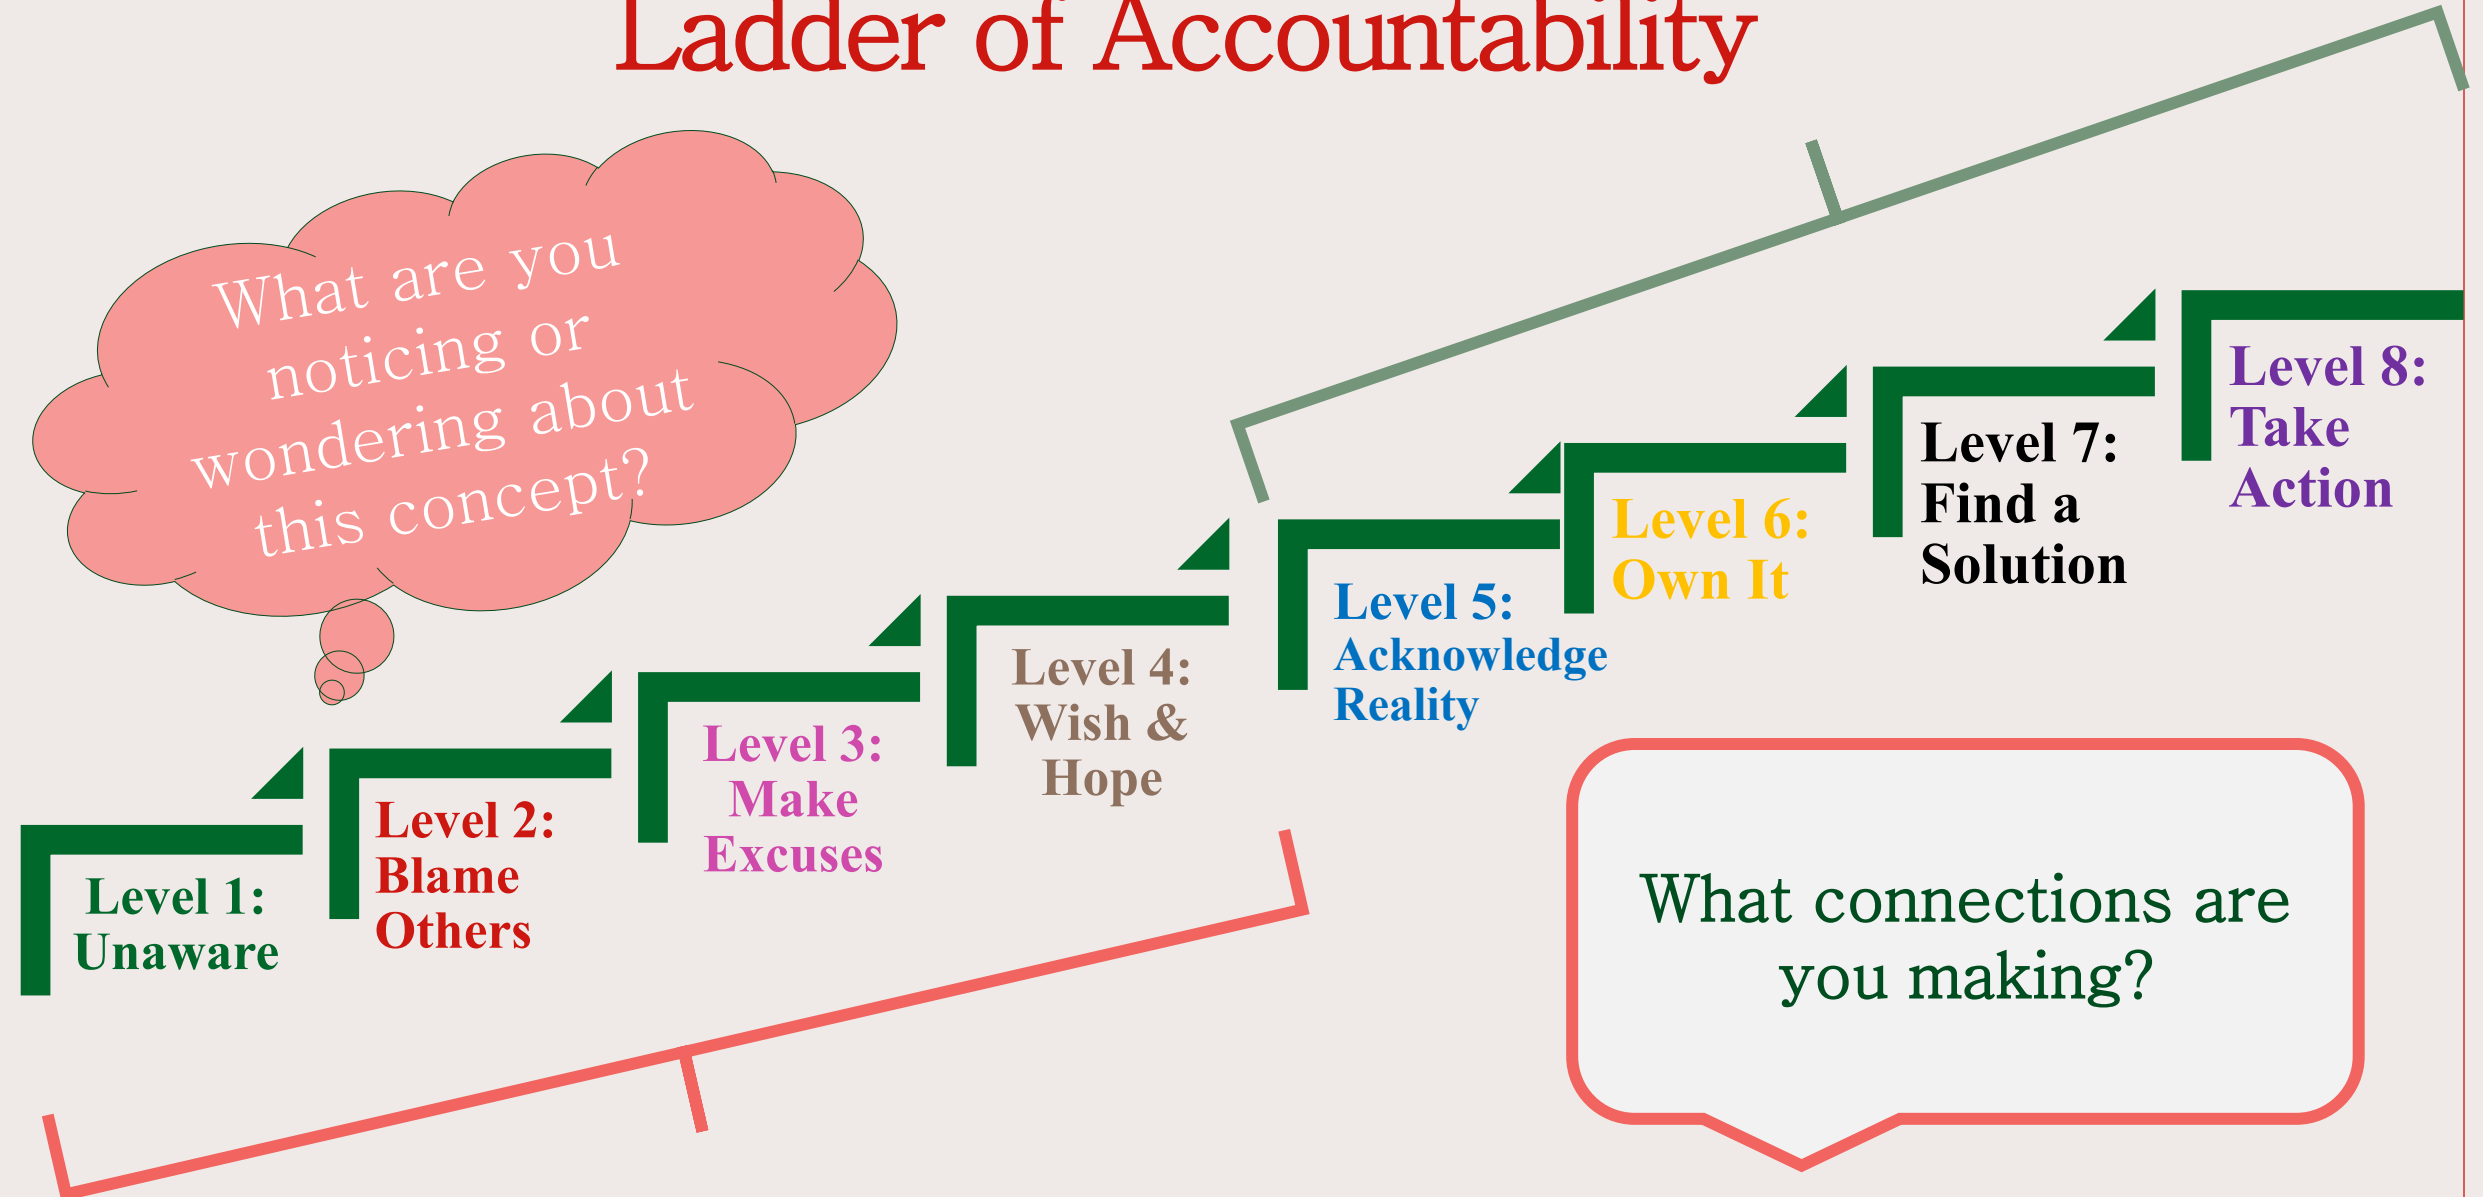 Ladder of Accountability
What are you
noticing or
wondering about
this concept?
Level 1:
Unaware
Level 2:
Blame
Others
Level 3:
Make
Excuses
Level 4:
Wish &
Hope
Level 5:
Acknowledge
Reality
Level 6:
Own It
Level 7:
Find a
Solution
Level 8:
Take
Action
What connections are
you making?